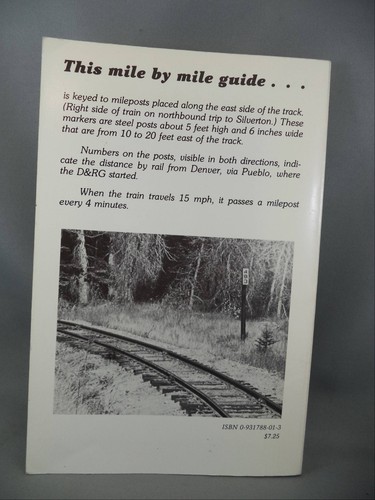 This mile by mile guide . . .
is keyed to mileposts placed along the east side of the track.
(Right side of train on northbound trip to Silverton.) These
markers are steel posts about 5 feet high and 6 inches wide
that are from 10 to 20 feet east of the track.
Numbers on the posts, visible in both directions, indi-
cate the distance by rail from Denver, via Pueblo, where
the D&RG started.
When the train travels 15 mph, it passes a milepost
every 4 minutes.
ISBN 0-931788-01-3
$7.25